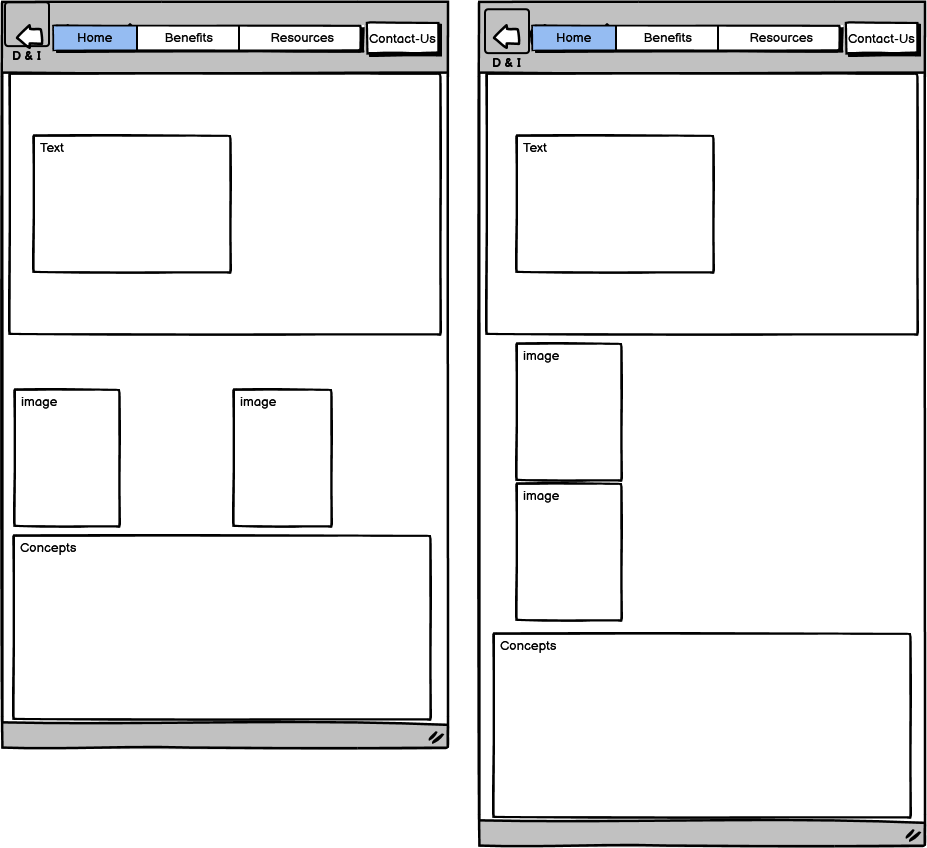 Home Benefits Resources Contact-Us
D & I
Text
image image
Concepts
Home Benefits Resources Contact-Us
D & I
Text
image
image
Concepts